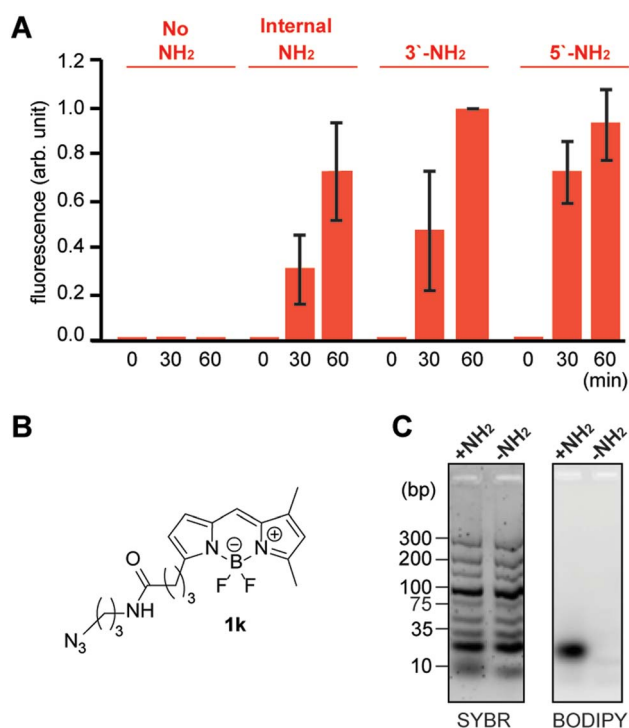 A
No
NH2
Internal
NH2
3`-NH2
5`-NH2
fluorescence (arb. unit)
1.2
1.0
0.8
0.6
0.4
0.2
0.0
0 30 60 0 30 60 0 30 60 0 30 60
(min)
B
O
NH
N3
( )3
( )3
N
N
B
F
F
⊖
⊕
1k
C
+NH2 -NH2 +NH2 -NH2
(bp)
300
200
100
75
35
10
SYBR BODIPY